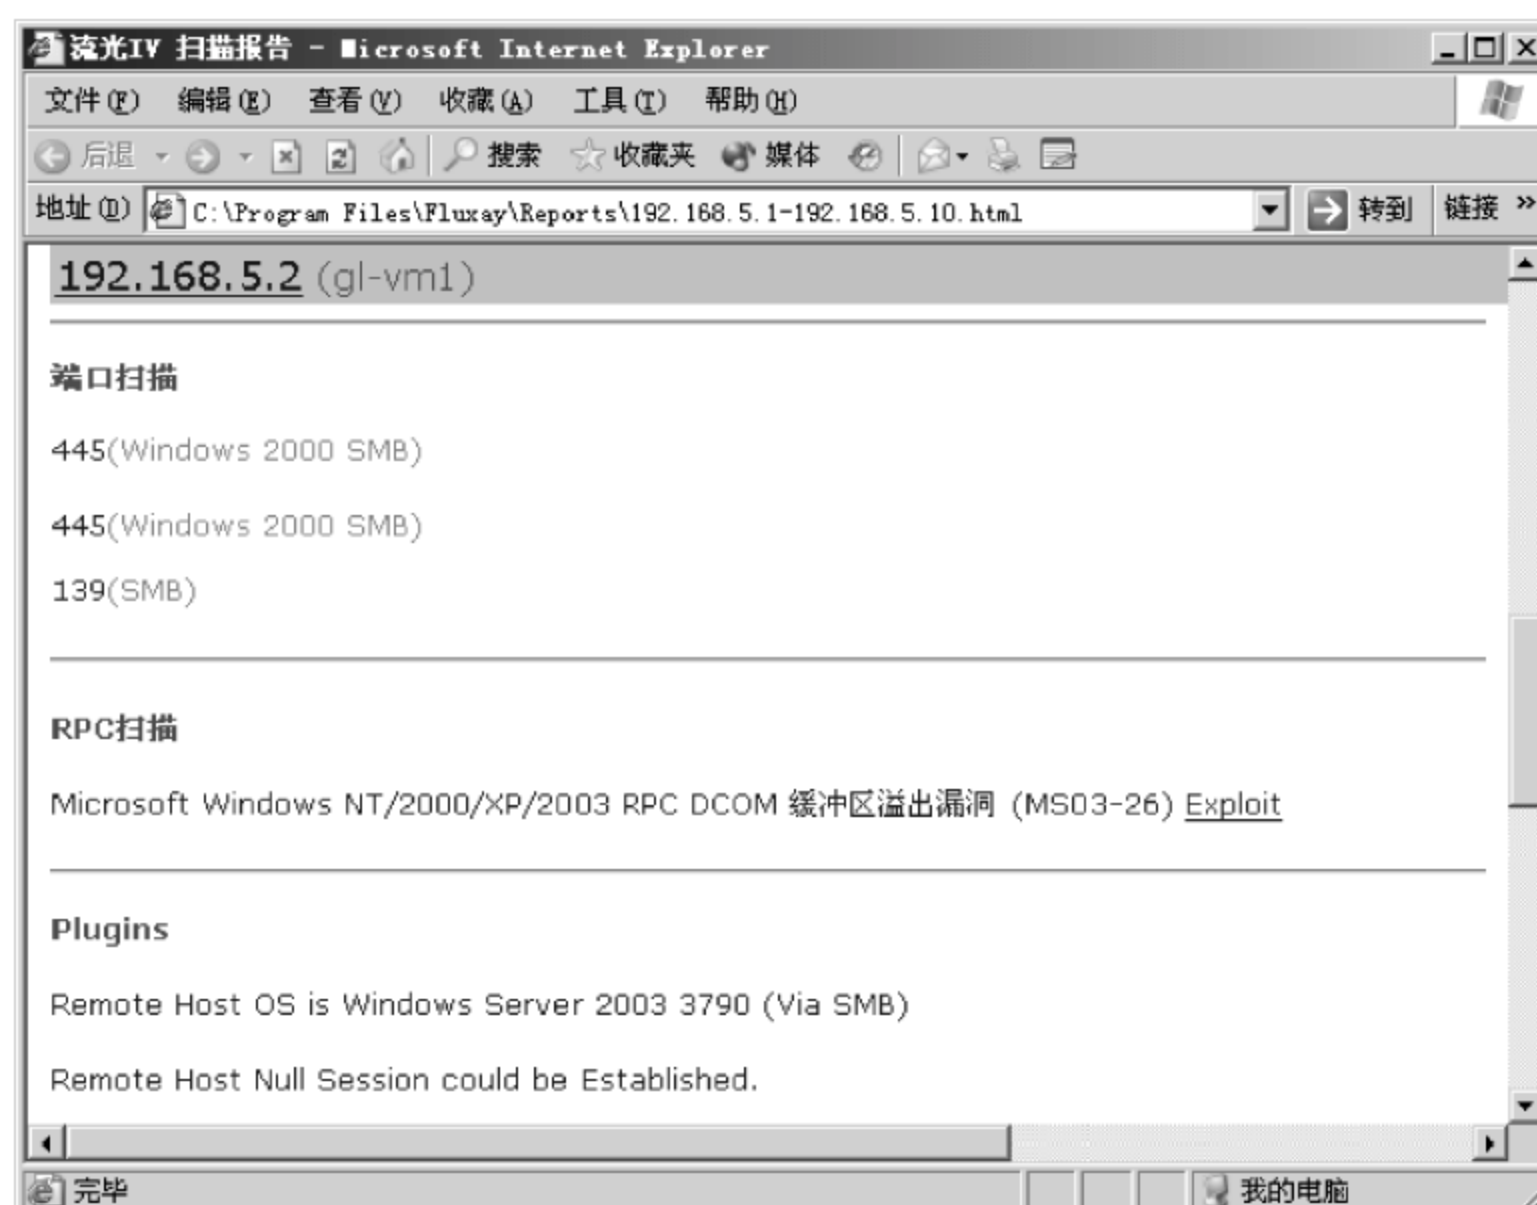 流光IV 扫描报告 - Microsoft Internet Explorer
文件(F) 编辑(E) 查看(V) 收藏(A) 工具(T) 帮助(H)
后退 搜索 收藏夹 媒体
地址(D) C:\Program Files\Fluxay\Reports\192.168.5.1-192.168.5.10.html 转到 链接 »
192.168.5.2 (gl-vm1)
端口扫描
445(Windows 2000 SMB)
445(Windows 2000 SMB)
139(SMB)
RPC扫描
Microsoft Windows NT/2000/XP/2003 RPC DCOM 缓冲区溢出漏洞 (MS03-26) Exploit
Plugins
Remote Host OS is Windows Server 2003 3790 (Via SMB)
Remote Host Null Session could be Established.
完毕 我的电脑